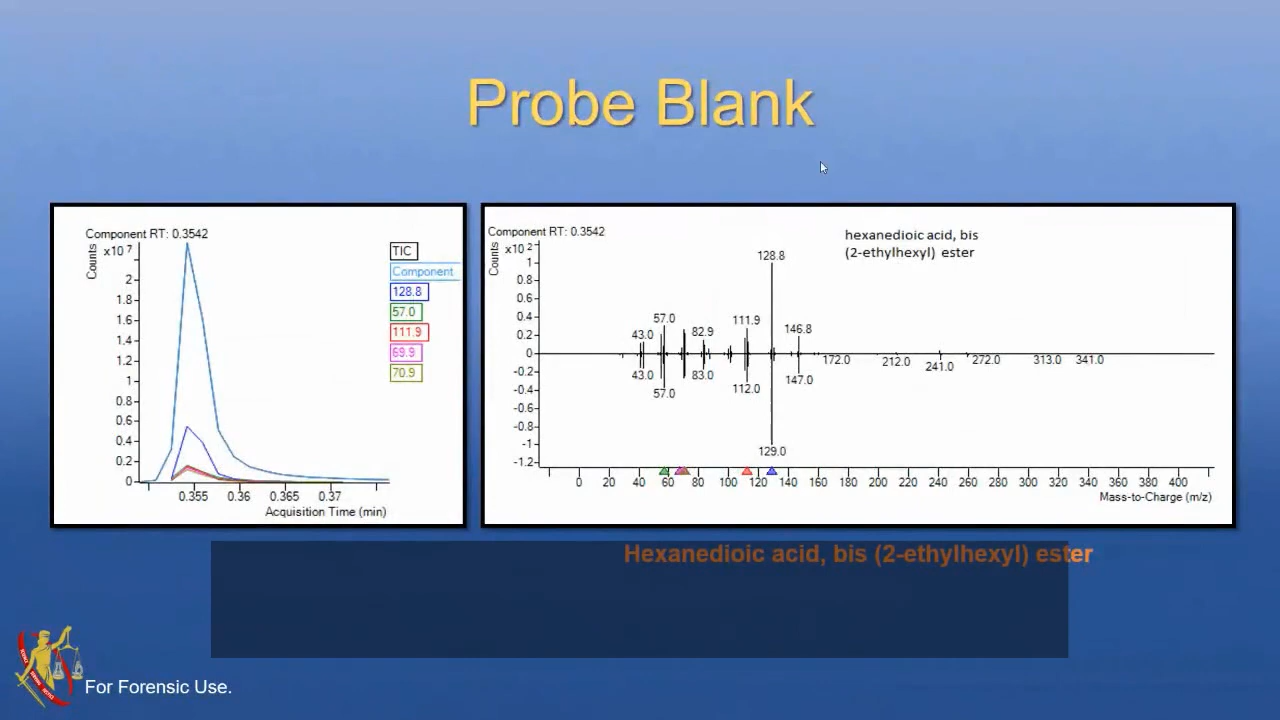 Probe Blank
Component RT: 0.3542
Counts
x10 7
2
1.8
1.6
1.4
1.2
1
0.8
0.6
0.4
0.2
0
0.355 0.36 0.365 0.37
Acquisition Time (min)
TIC
Component
128.8
57.0
111.9
69.9
70.9
Component RT: 0.3542
Counts
x10 2
hexanedioic acid, bis
(2-ethylhexyl) ester
1
0.8
0.6
0.4
0.2
0
-0.2
-0.4
-0.6
-0.8
-1
-1.2
128.8
57.0
111.9
43.0
82.9
146.8
43.0
83.0
147.0
57.0
112.0
129.0
172.0
212.0
241.0
272.0
313.0
341.0
0 20 40 60 80 100 120 140 160 180 200 220 240 260 280 300 320 340 360 380 400
Mass-to-Charge (m/z)
Hexanedioic acid, bis (2-ethylhexyl) ester
For Forensic Use.